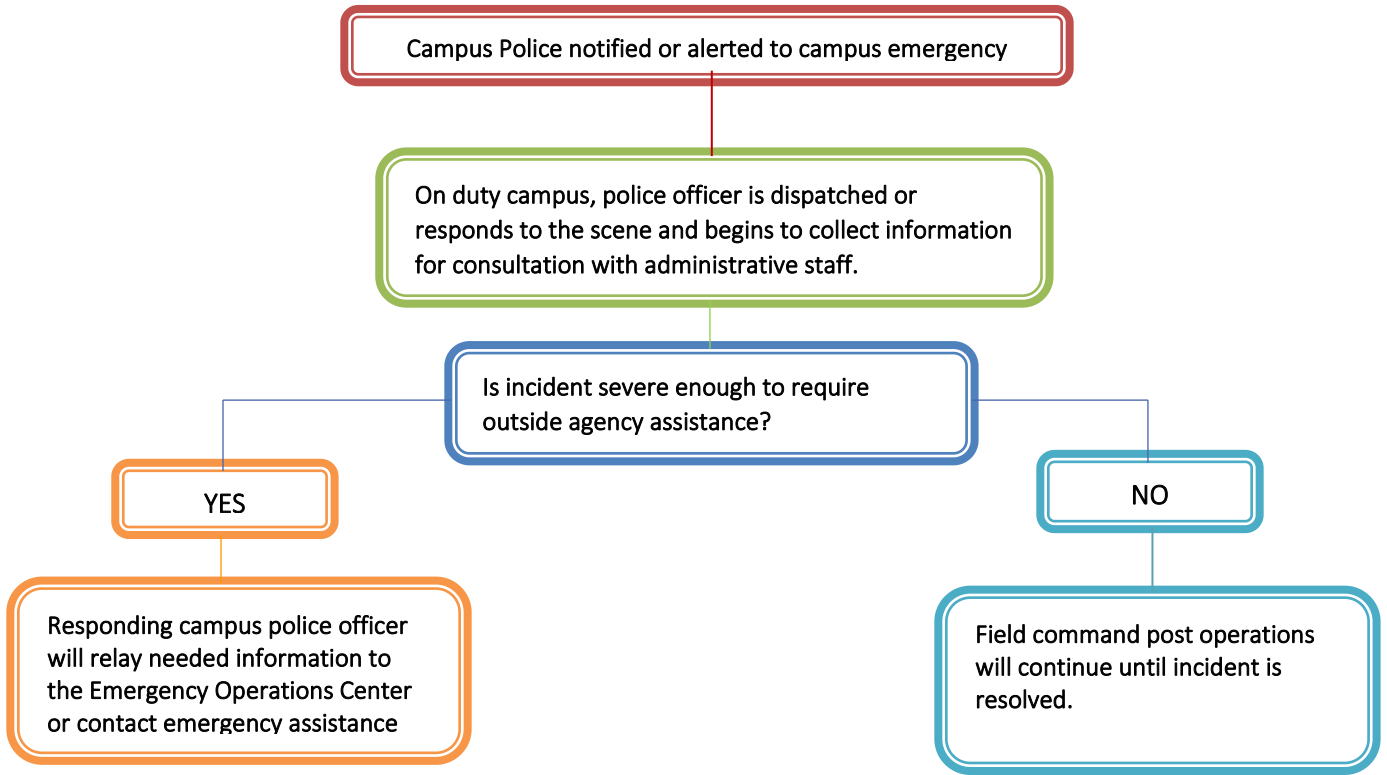 Campus Police notified or alerted to campus emergency
On duty campus, police officer is dispatched or
responds to the scene and begins to collect information
for consultation with administrative staff.
Is incident severe enough to require
outside agency assistance?
YES
NO
Responding campus police officer
will relay needed information to
the Emergency Operations Center
or contact emergency assistance
Field command post operations
will continue until incident is
resolved.